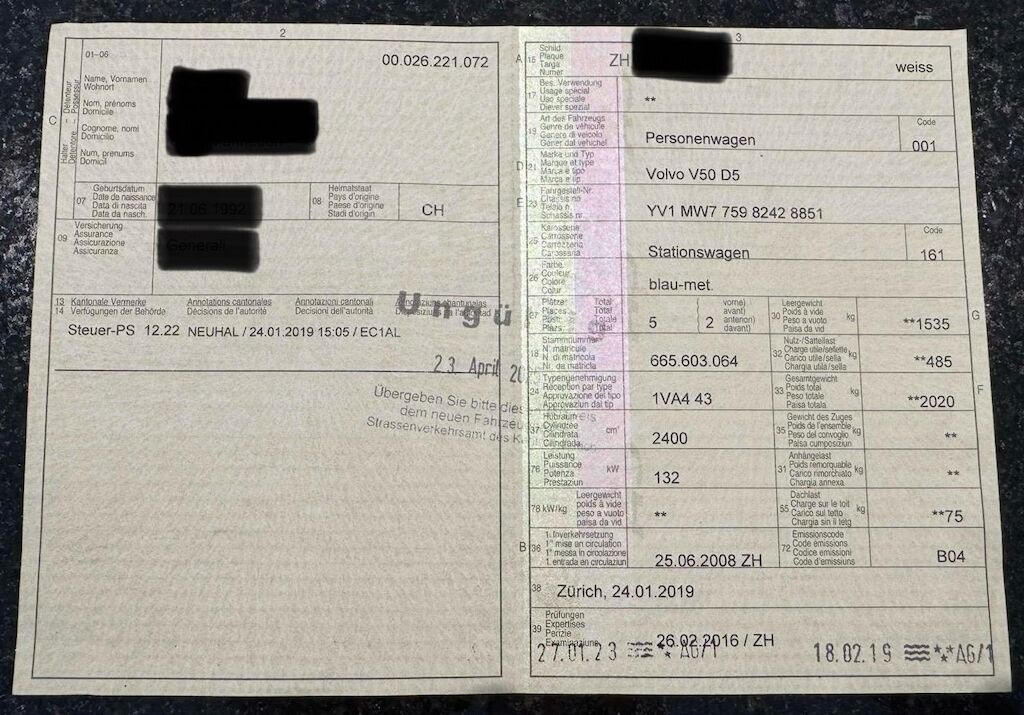 2
01–06
00.026.221.072
C
Halter Détenteur
Detentore Possessur
Name, Vornamen
Wohnort
Nom, prénoms
Domicile
Cognome, nomi
Domicilio
Num, prenums
Domicil
07
Geburtsdatum
Date de naissance
Data di nascita
Data da nasch.
08
Heimatstaat
Pays d'origine
Paese d'origine
Stadi d'origin
CH
09
Versicherung
Assurance
Assicurazione
Assicuranza
13 Kantonale Vermerke Annotations cantonales Annotazioni cantonali Annotaziuns chantunalas
14 Verfügungen der Behörde Décisions de l'autorité Decisioni dell'autorità
Steuer-PS 12.22 NEUHAL / 24.01.2019 15:05 / EC1AL
Ungü
23. April 20
Übergeben Sie bitte
dem neuen
Strassenverkehrsamt des
3
A
15
Schild
Plaque
Targa
Numer
ZH
weiss
17
Bes. Verwendung
Usage spécial
Uso speciale
Diever spezial
**
19
Art des Fahrzeugs
Genre de véhicule
Genere di veicolo
Gener dal vehichel
Personenwagen
Code
001
D
21
Marke und Typ
Marque et type
Marca e tipo
Marca e tip
Volvo V50 D5
E
23
Fahrgestell-Nr.
Châssis no
Telaio n.
Schassis nr.
YV1 MW7 759 8242 8851
25
Karosserie
Carrosserie
Carrozzeria
Carossaria
Stationswagen
Code
161
26
Farbe
Couleur
Colore
Colur
blau-met.
27
Plätze Total
Places Total
Posti Totale
Plazs Total
5
( 2
vorne)
avant)
anteriori)
davant)
30
Leergewicht
Poids à vide
Peso a vuoto
Paisa da vid
kg
**1535
G
18
Stammnummer
N° matricule
N. di matricola
Nr. da matricla
665.603.064
32
Nutz-/Sattellast
Charge utile/sellette
Carico utile/sella
Chargia utila/sella
kg
**485
24
Typengenehmigung
Réception par type
Approvazione del tipo
Approvaziun dal tip
1VA4 43
33
Gesamtgewicht
Poids total
Peso totale
Paisa totala
kg
**2020
F
37
Hubraum
Cylindrée
Cilindrata
Cilindrada
cm³
2400
35
Gewicht des Zuges
Poids de l'ensemble
Peso del convoglio
Paisa cumposiziun
kg
**
76
Leistung
Puissance
Potenza
Prestaziun
kW
132
31
Anhängelast
Poids remorquable
Carico rimorchiato
Chargia annexa
kg
**
78 kW/kg
Leergewicht
poids à vide
peso a vuoto
paisa da vid
**
55
Dachlast
Charge sur le toit
Carico sul tetto
Chargia sin il tetg
kg
**75
B
36
1. Inverkehrsetzung
1re mise en circulation
1a messa in circolazione
1. entrada en circulaziun
25.06.2008 ZH
72
Emissionscode
Code émissions
Codice emissioni
Code d'emissiuns
B04
38
Zürich, 24.01.2019
39
Prüfungen
Expertises
Perizie
Examinaziuns
26.02.2016 / ZH
27.01.23 AG/1
18.02.19 **AG/1